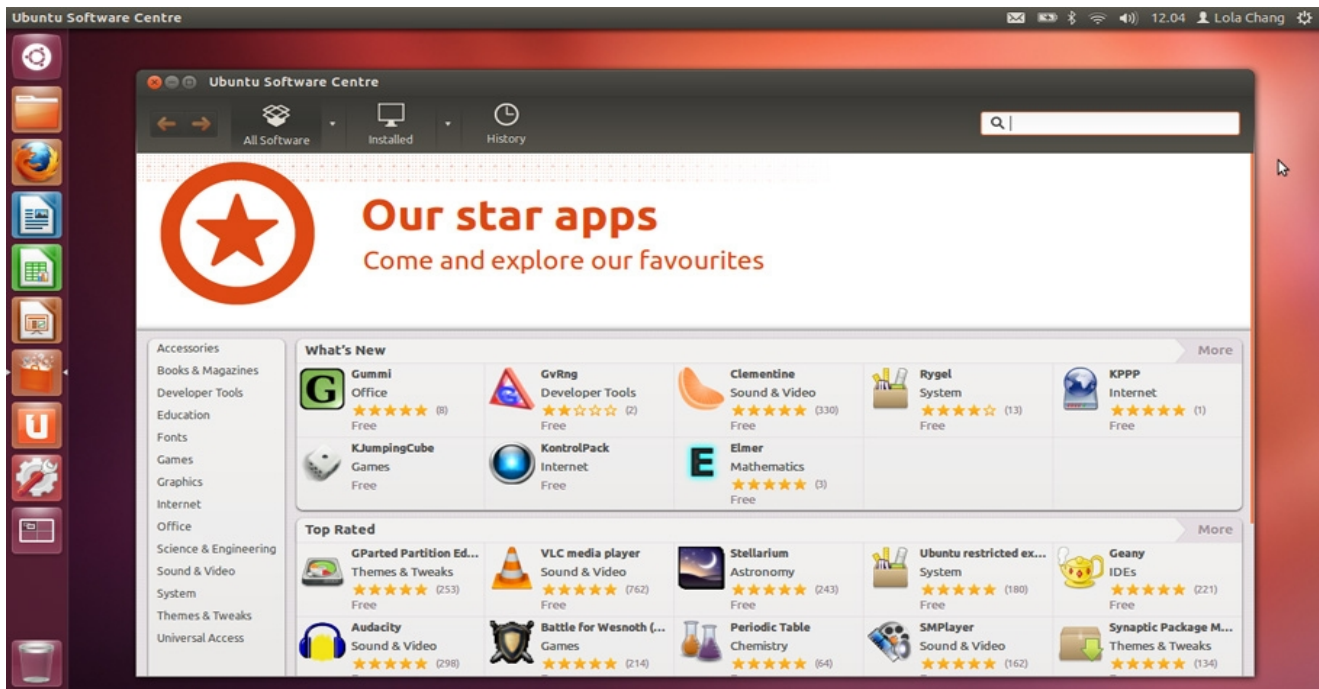 Ubuntu Software Centre
12.04 Lola Chang
Ubuntu Software Centre
All Software
Installed
History
Our star apps
Come and explore our favourites
Accessories
Books & Magazines
Developer Tools
Education
Fonts
Games
Graphics
Internet
Office
Science & Engineering
Sound & Video
System
Themes & Tweaks
Universal Access
What's New
More
Gummi
Office
(8)
Free
GvRng
Developer Tools
(2)
Free
Clementine
Sound & Video
(330)
Free
Rygel
System
(13)
Free
KPPP
Internet
(1)
Free
KJumpingCube
Games
Free
KontrolPack
Internet
Free
Elmer
Mathematics
(3)
Free
Top Rated
More
GParted Partition Ed...
Themes & Tweaks
(253)
Free
VLC media player
Sound & Video
(762)
Free
Stellarium
Astronomy
(243)
Free
Ubuntu restricted ex...
System
(180)
Free
Geany
IDEs
(221)
Free
Audacity
Sound & Video
(298)
Battle for Wesnoth (...
Games
(214)
Periodic Table
Chemistry
(64)
SMPlayer
Sound & Video
(162)
Synaptic Package M...
Themes & Tweaks
(134)